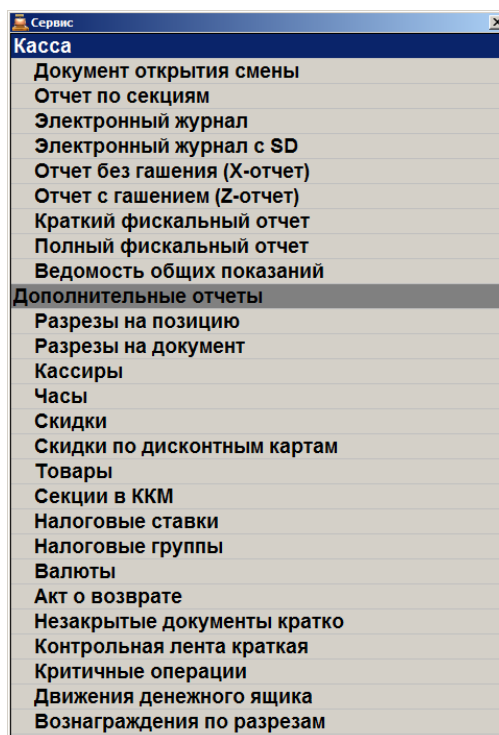 Сервис
Касса
Документ открытия смены
Отчет по секциям
Электронный журнал
Электронный журнал с SD
Отчет без гашения (X-отчет)
Отчет с гашением (Z-отчет)
Краткий фискальный отчет
Полный фискальный отчет
Ведомость общих показаний
Дополнительные отчеты
Разрезы на позицию
Разрезы на документ
Кассиры
Часы
Скидки
Скидки по дисконтным картам
Товары
Секции в ККМ
Налоговые ставки
Налоговые группы
Валюты
Акт о возврате
Незакрытые документы кратко
Контрольная лента краткая
Критичные операции
Движения денежного ящика
Вознаграждения по разрезам